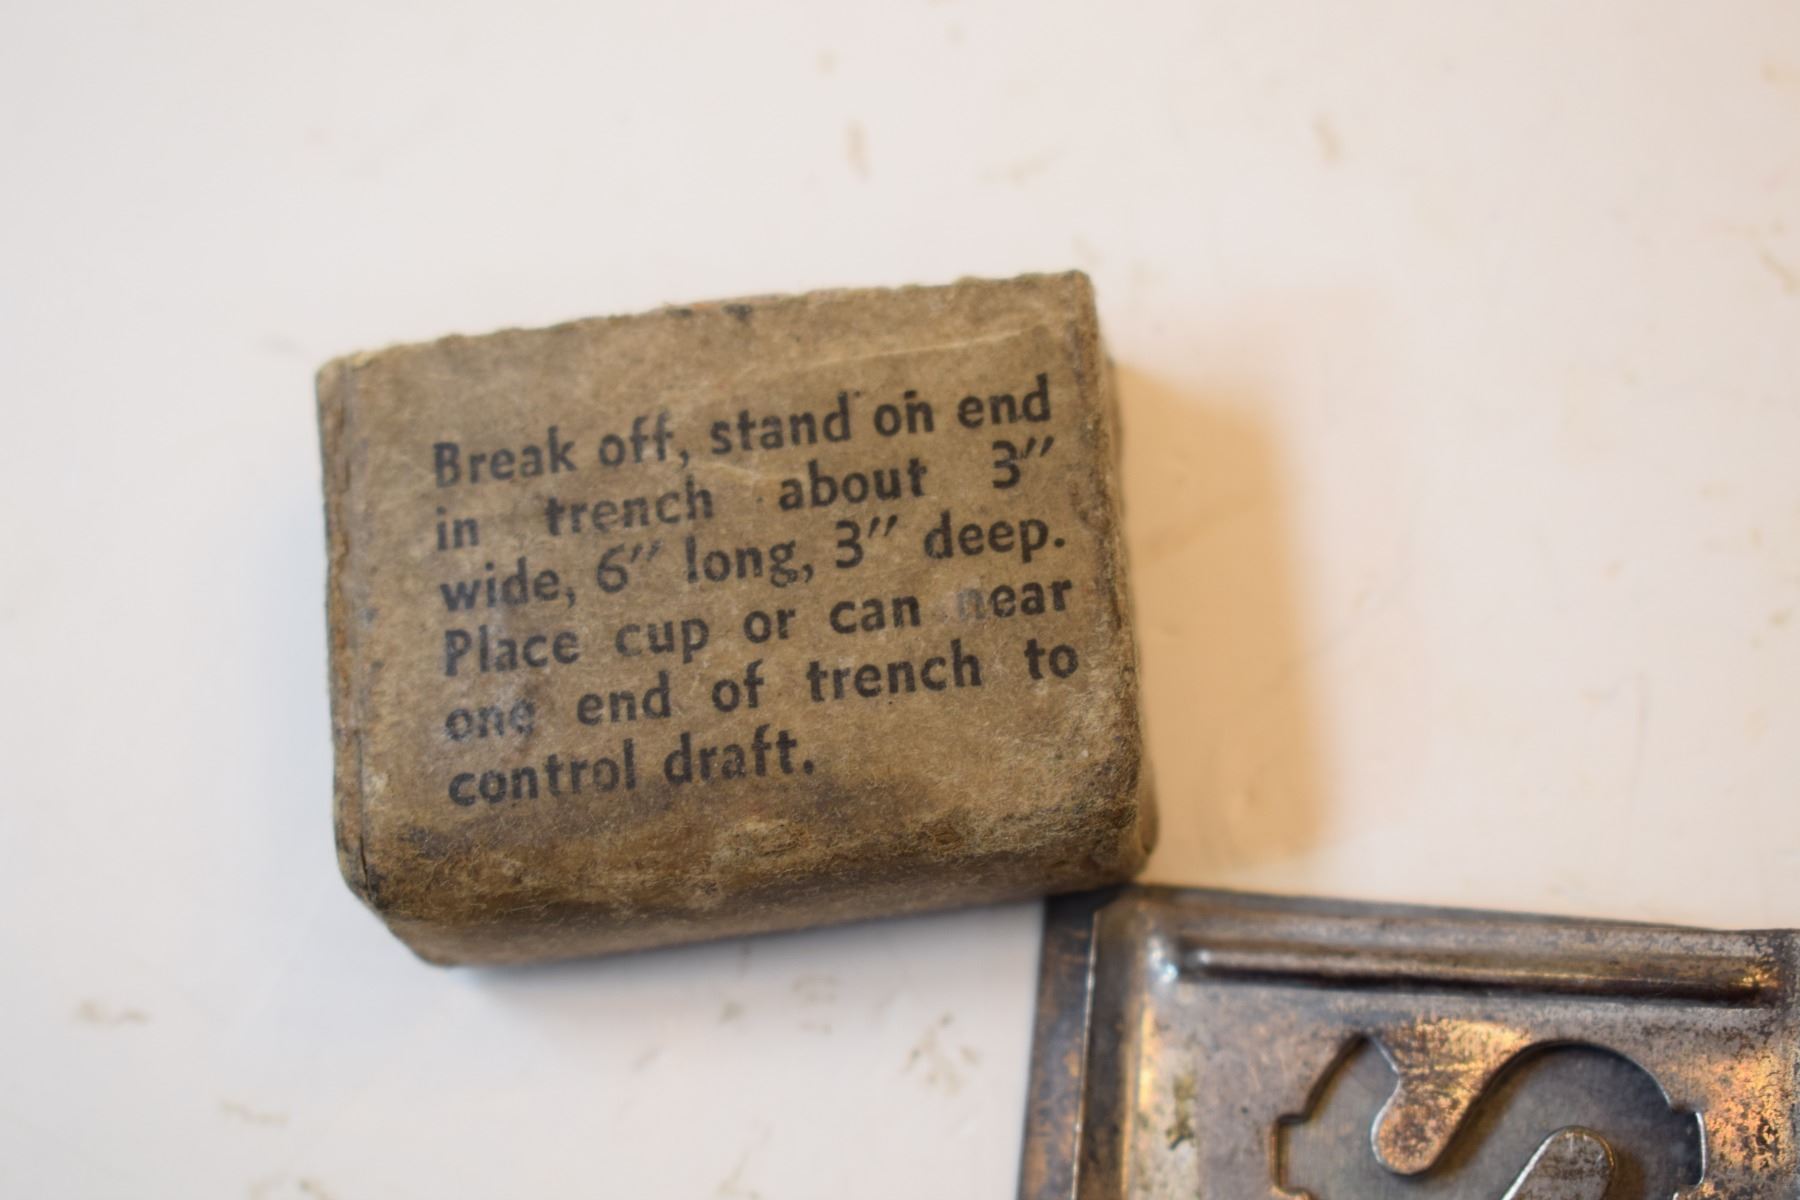 Break off, stand on end
in trench about 3″
wide, 6″ long, 3″ deep.
Place cup or can near
one end of trench to
control draft.